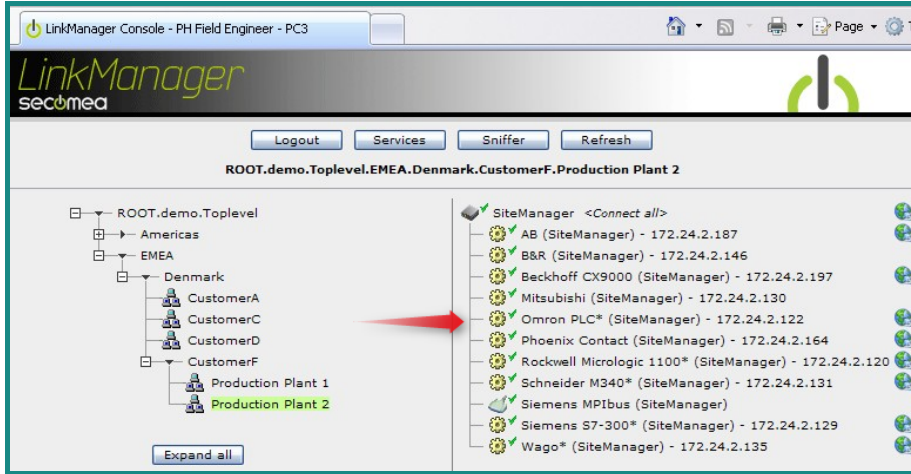 LinkManager Console - PH Field Engineer - PC3
Page
LinkManager
secomea
Logout Services Sniffer Refresh
ROOT.demo.Toplevel.EMEA.Denmark.CustomerF.Production Plant 2
ROOT.demo.Toplevel
Americas
EMEA
Denmark
CustomerA
CustomerC
CustomerD
CustomerF
Production Plant 1
Production Plant 2
Expand all
SiteManager <Connect all>
AB (SiteManager) - 172.24.2.187
B&R (SiteManager) - 172.24.2.146
Beckhoff CX9000 (SiteManager) - 172.24.2.197
Mitsubishi (SiteManager) - 172.24.2.130
Omron PLC* (SiteManager) - 172.24.2.122
Phoenix Contact (SiteManager) - 172.24.2.164
Rockwell Micrologic 1100* (SiteManager) - 172.24.2.120
Schneider M340* (SiteManager) - 172.24.2.131
Siemens MPIbus (SiteManager)
Siemens S7-300* (SiteManager) - 172.24.2.129
Wago* (SiteManager) - 172.24.2.135